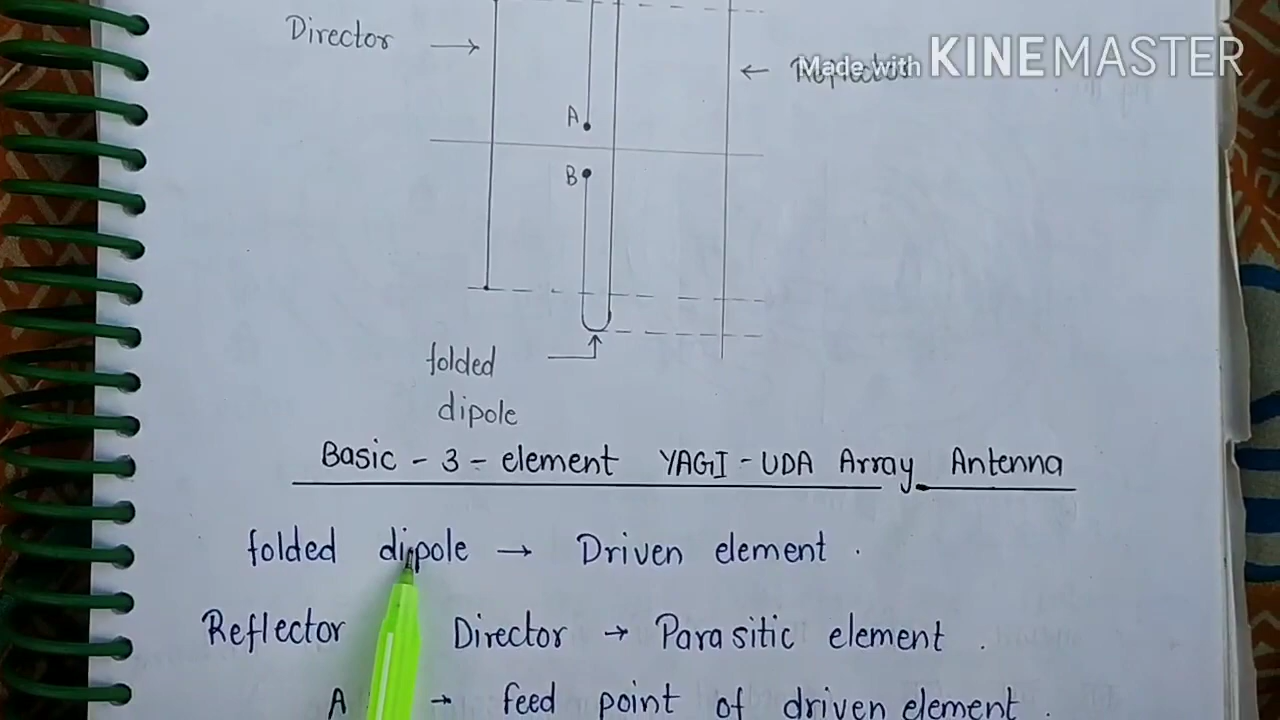 Director →
Made with KINEMASTER
← Reflector
A
B
folded
dipole
Basic - 3 - element YAGI - UDA Array Antenna
folded dipole → Driven element .
Reflector Director → Parasitic element .
A → feed point of driven element .